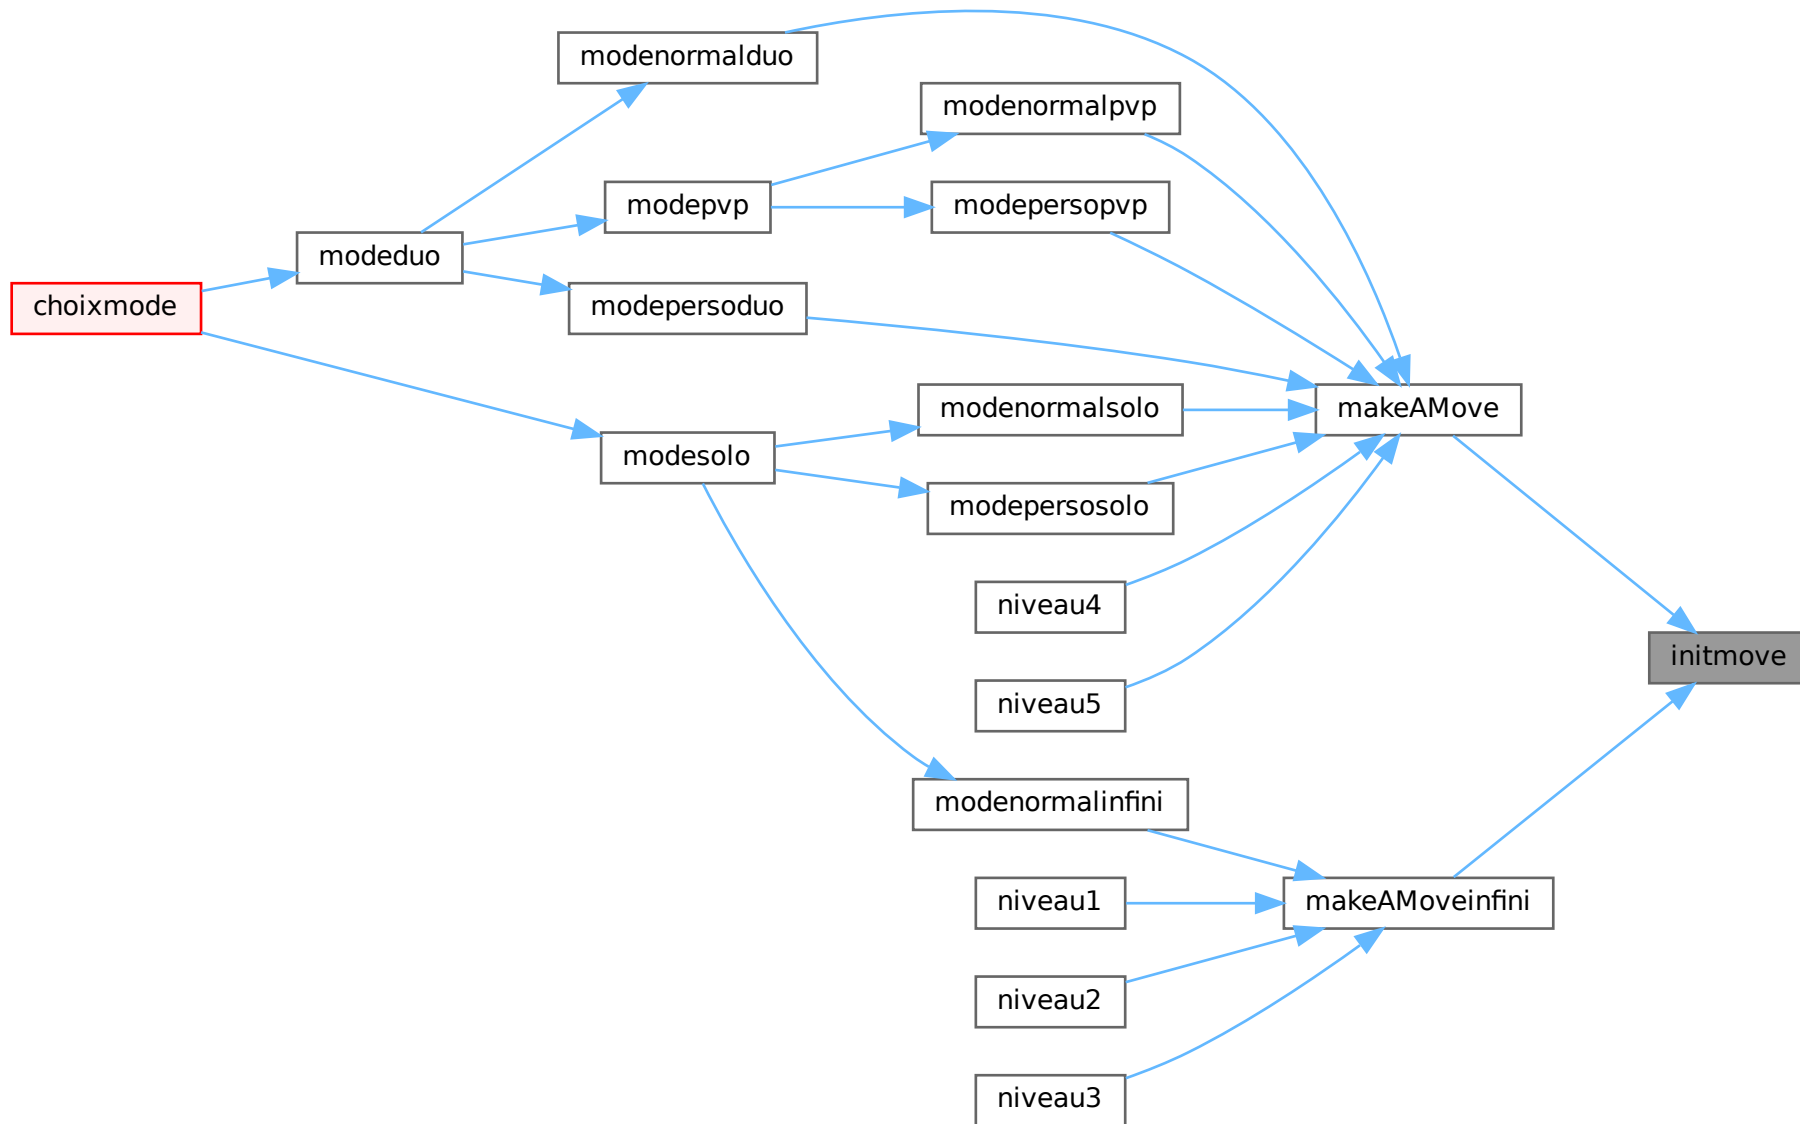 modenormalduo
modenormalpvp
modepvp
modepersopvp
modeduo
choixmode
modepersoduo
makeAMove
modenormalsolo
modesolo
modepersosolo
niveau4
initmove
niveau5
modenormalinfini
niveau1
makeAMoveinfini
niveau2
niveau3